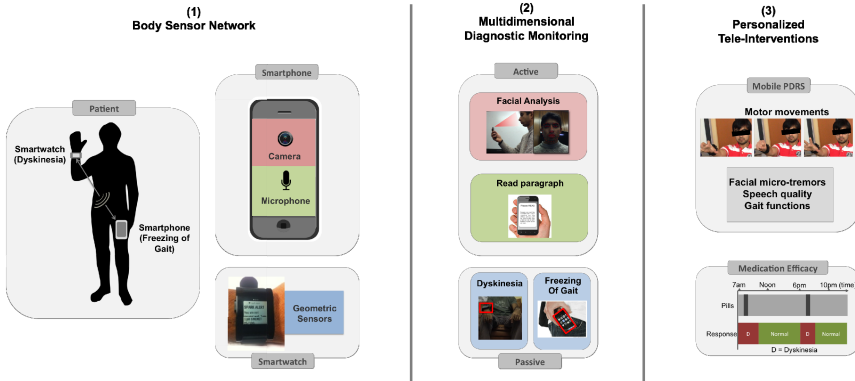 (1)
Body Sensor Network
Patient
Smartwatch
(Dyskinesia)
Smartphone
(Freezing of
Gait)
Smartphone
Camera
Microphone
Geometric
Sensors
Smartwatch
(2)
Multidimensional
Diagnostic Monitoring
Active
Facial Analysis
Read paragraph
Dyskinesia
Freezing
Of Gait
Passive
(3)
Personalized
Tele-Interventions
Mobile PDRS
Motor movements
Facial micro-tremors
Speech quality
Gait functions
Medication Efficacy
7am Noon 6pm 10pm (time
Pills
Response D Normal D Normal
D = Dyskinesia